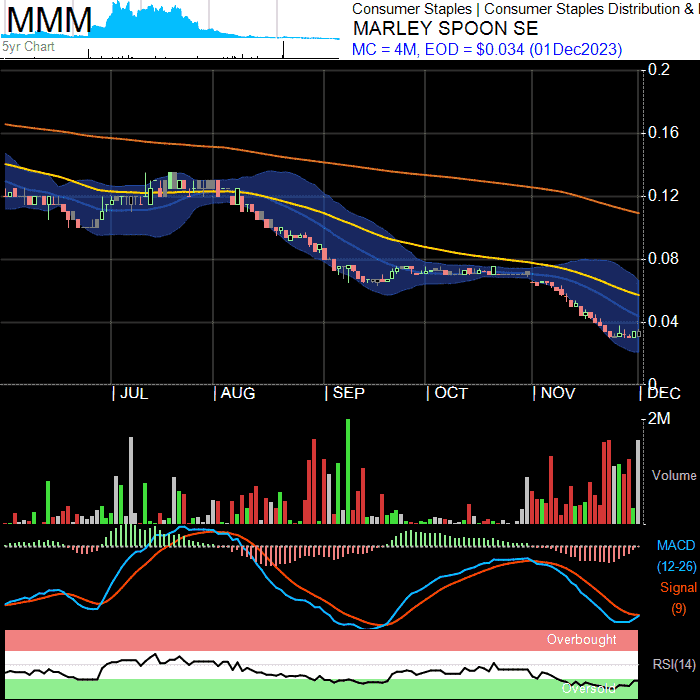 MMM
5yr Chart
Consumer Staples | Consumer Staples Distribution &
MARLEY SPOON SE
MC = 4M, EOD = $0.034 (01Dec2023)
0.2
0.16
0.12
0.08
0.04
0
JUL AUG SEP OCT NOV DEC
2M
Volume
MACD
(12-26)
Signal
(9)
Overbought
RSI(14)
Oversold